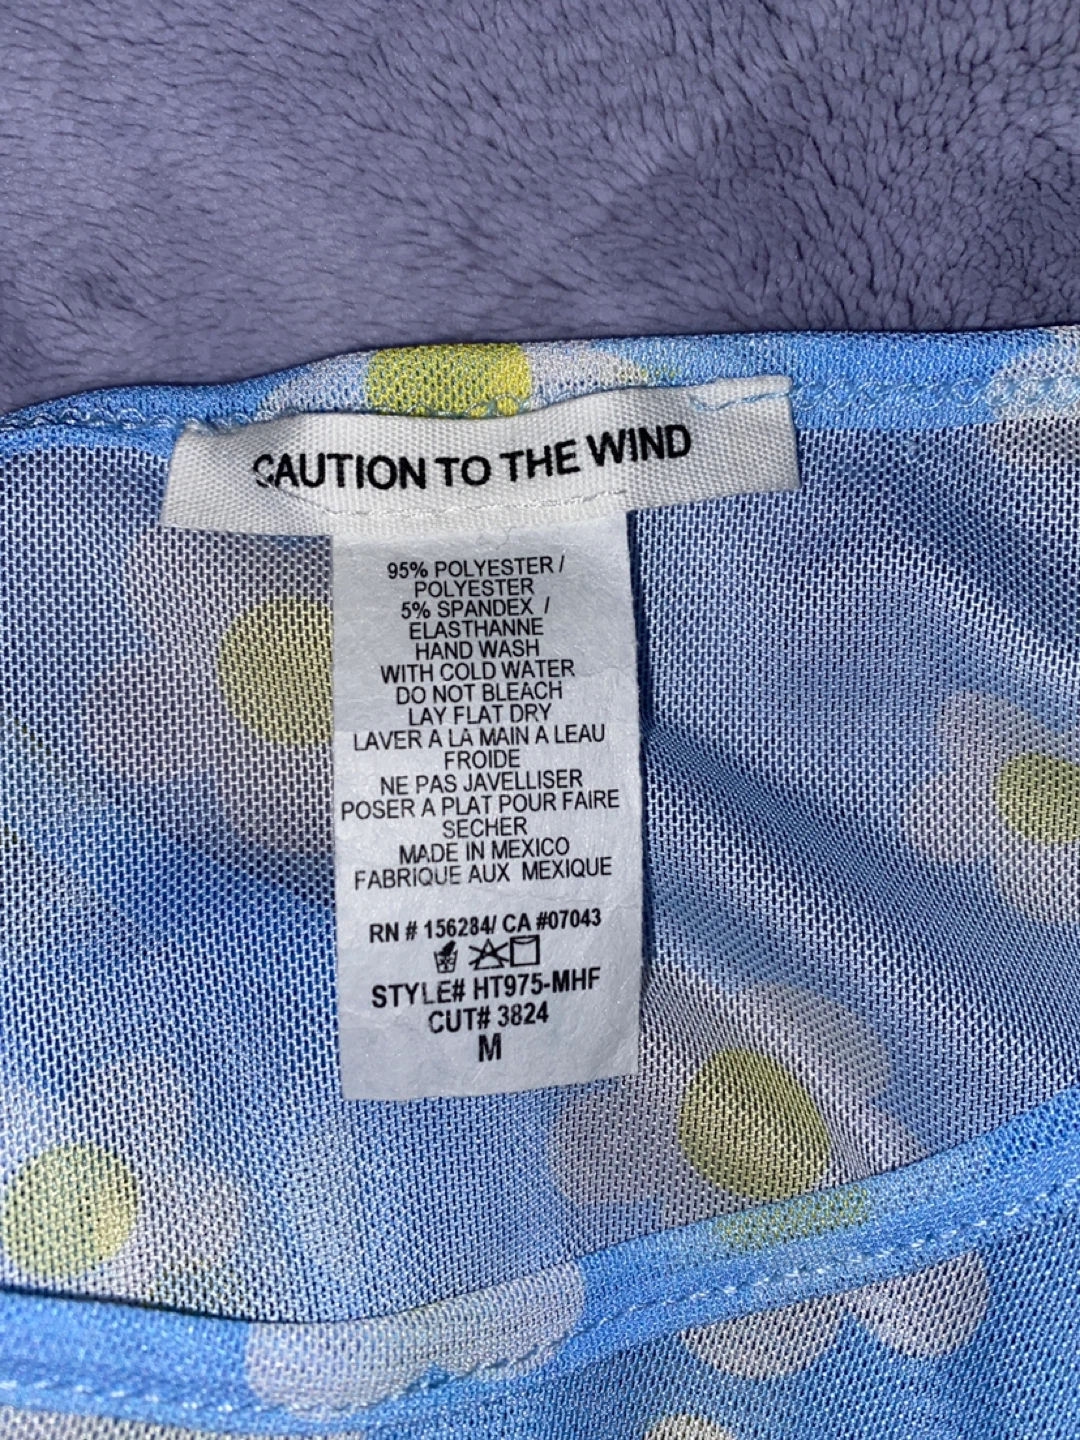 CAUTION TO THE WIND
95% POLYESTER /
POLYESTER
5% SPANDEX /
ELASTHANNE
HAND WASH
WITH COLD WATER
DO NOT BLEACH
LAY FLAT DRY
LAVER A LA MAIN A LEAU
FROIDE
NE PAS JAVELLISER
POSER A PLAT POUR FAIRE
SECHER
MADE IN MEXICO
FABRIQUE AUX MEXIQUE
RN # 156284/ CA #07043
STYLE# HT975-MHF
CUT# 3824
M